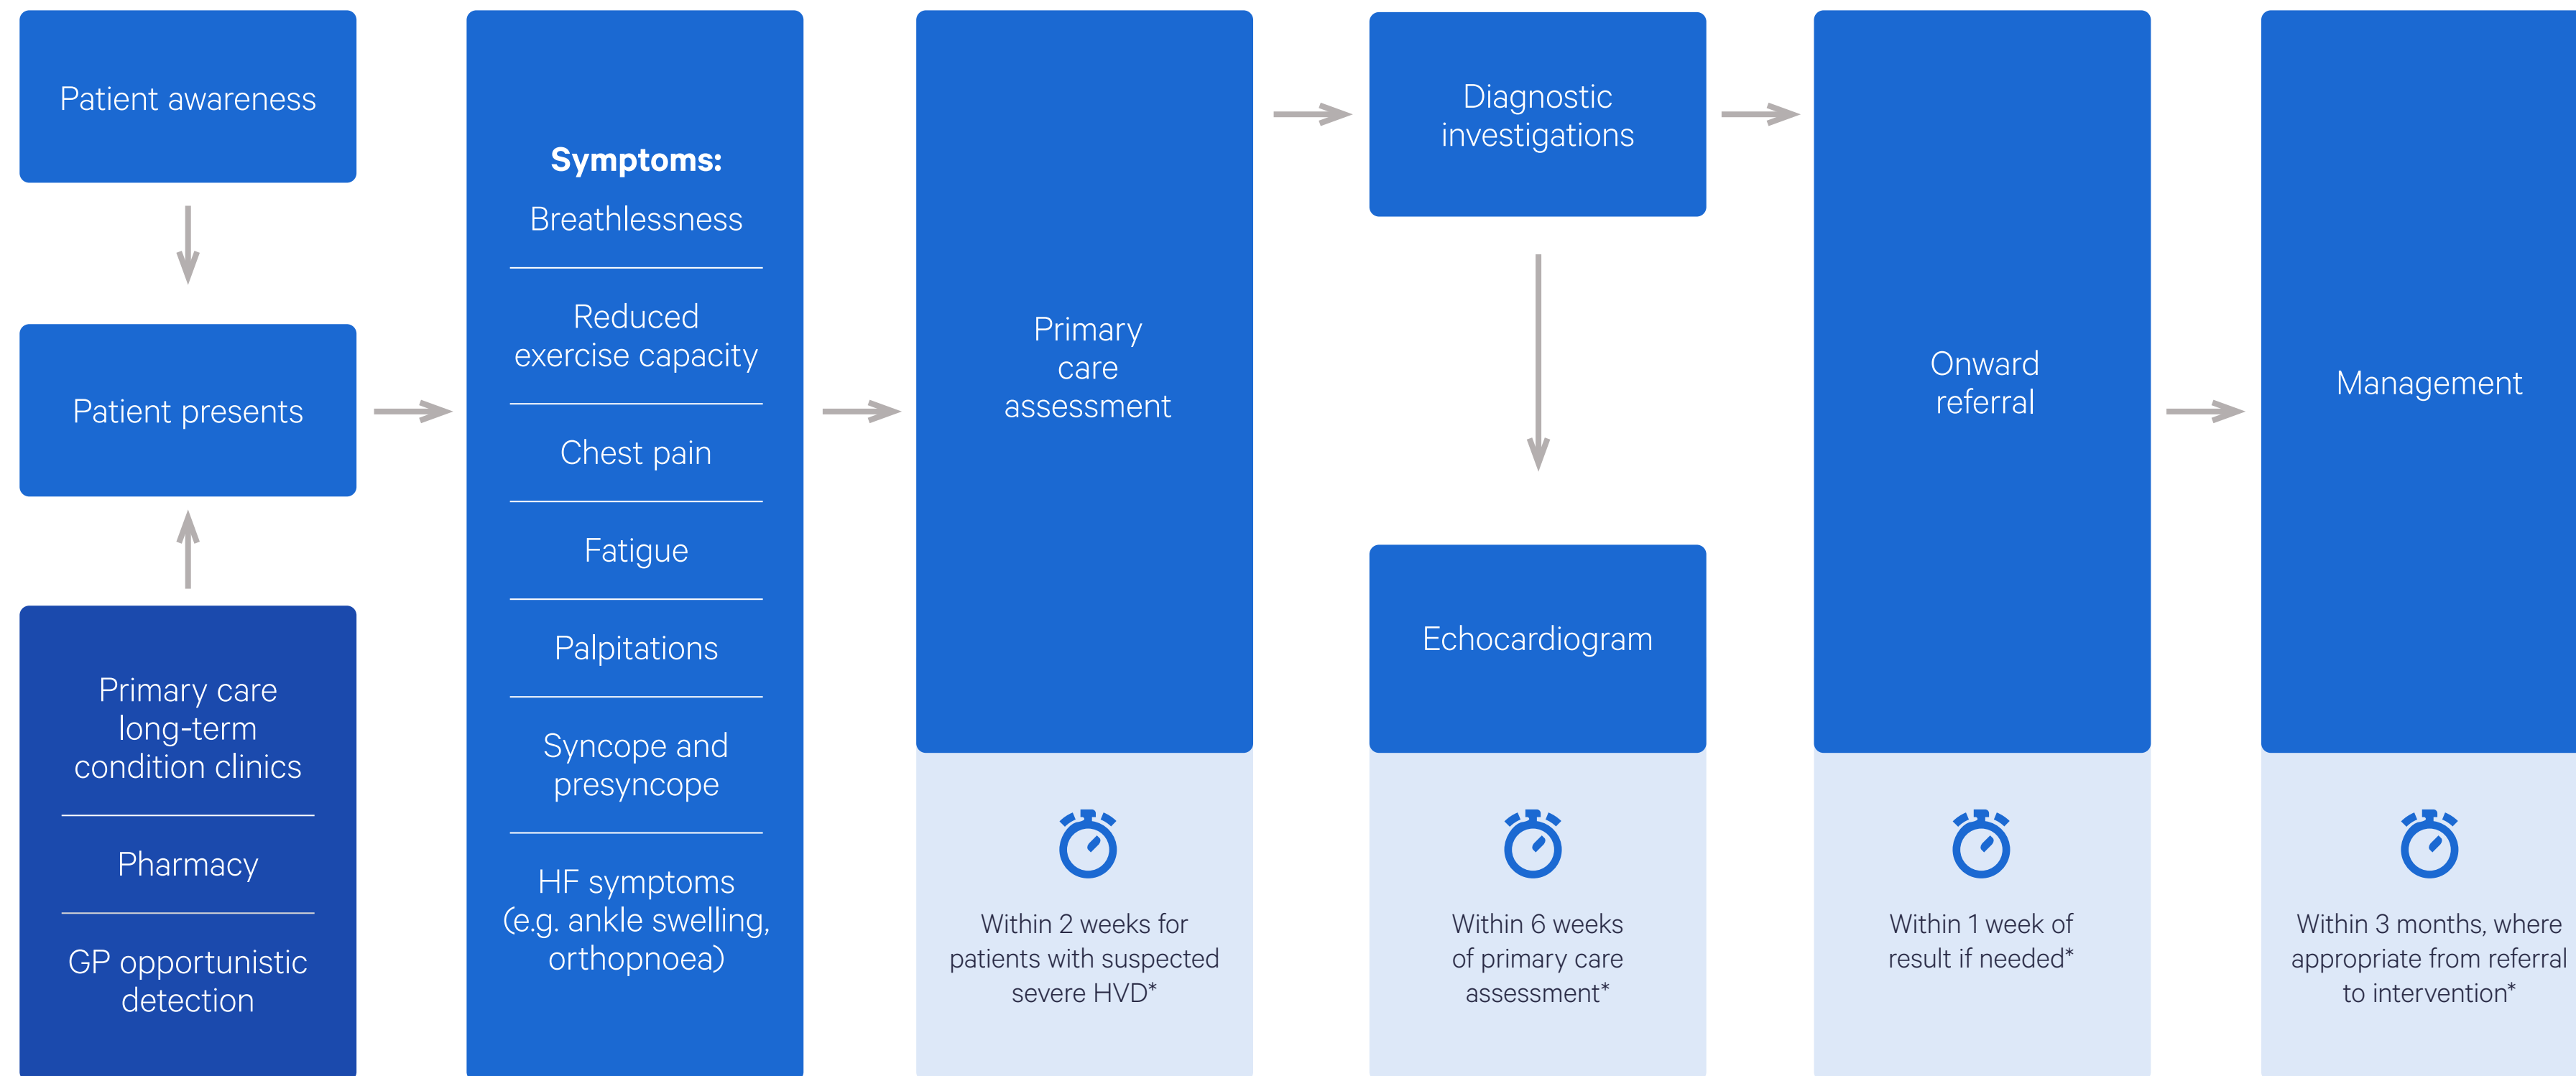 Patient awareness
Patient presents
Primary care
long-term
condition clinics
Pharmacy
GP opportunistic
detection
Symptoms:
Breathlessness
Reduced
exercise capacity
Chest pain
Fatigue
Palpitations
Syncope and
presyncope
HF symptoms
(e.g. ankle swelling,
orthopnoea)
Primary
care
assessment
Within 2 weeks for
patients with suspected
severe HVD*
Diagnostic
investigations
Echocardiogram
Within 6 weeks
of primary care
assessment*
Onward
referral
Within 1 week of
result if needed*
Management
Within 3 months, where
appropriate from referral
to intervention*